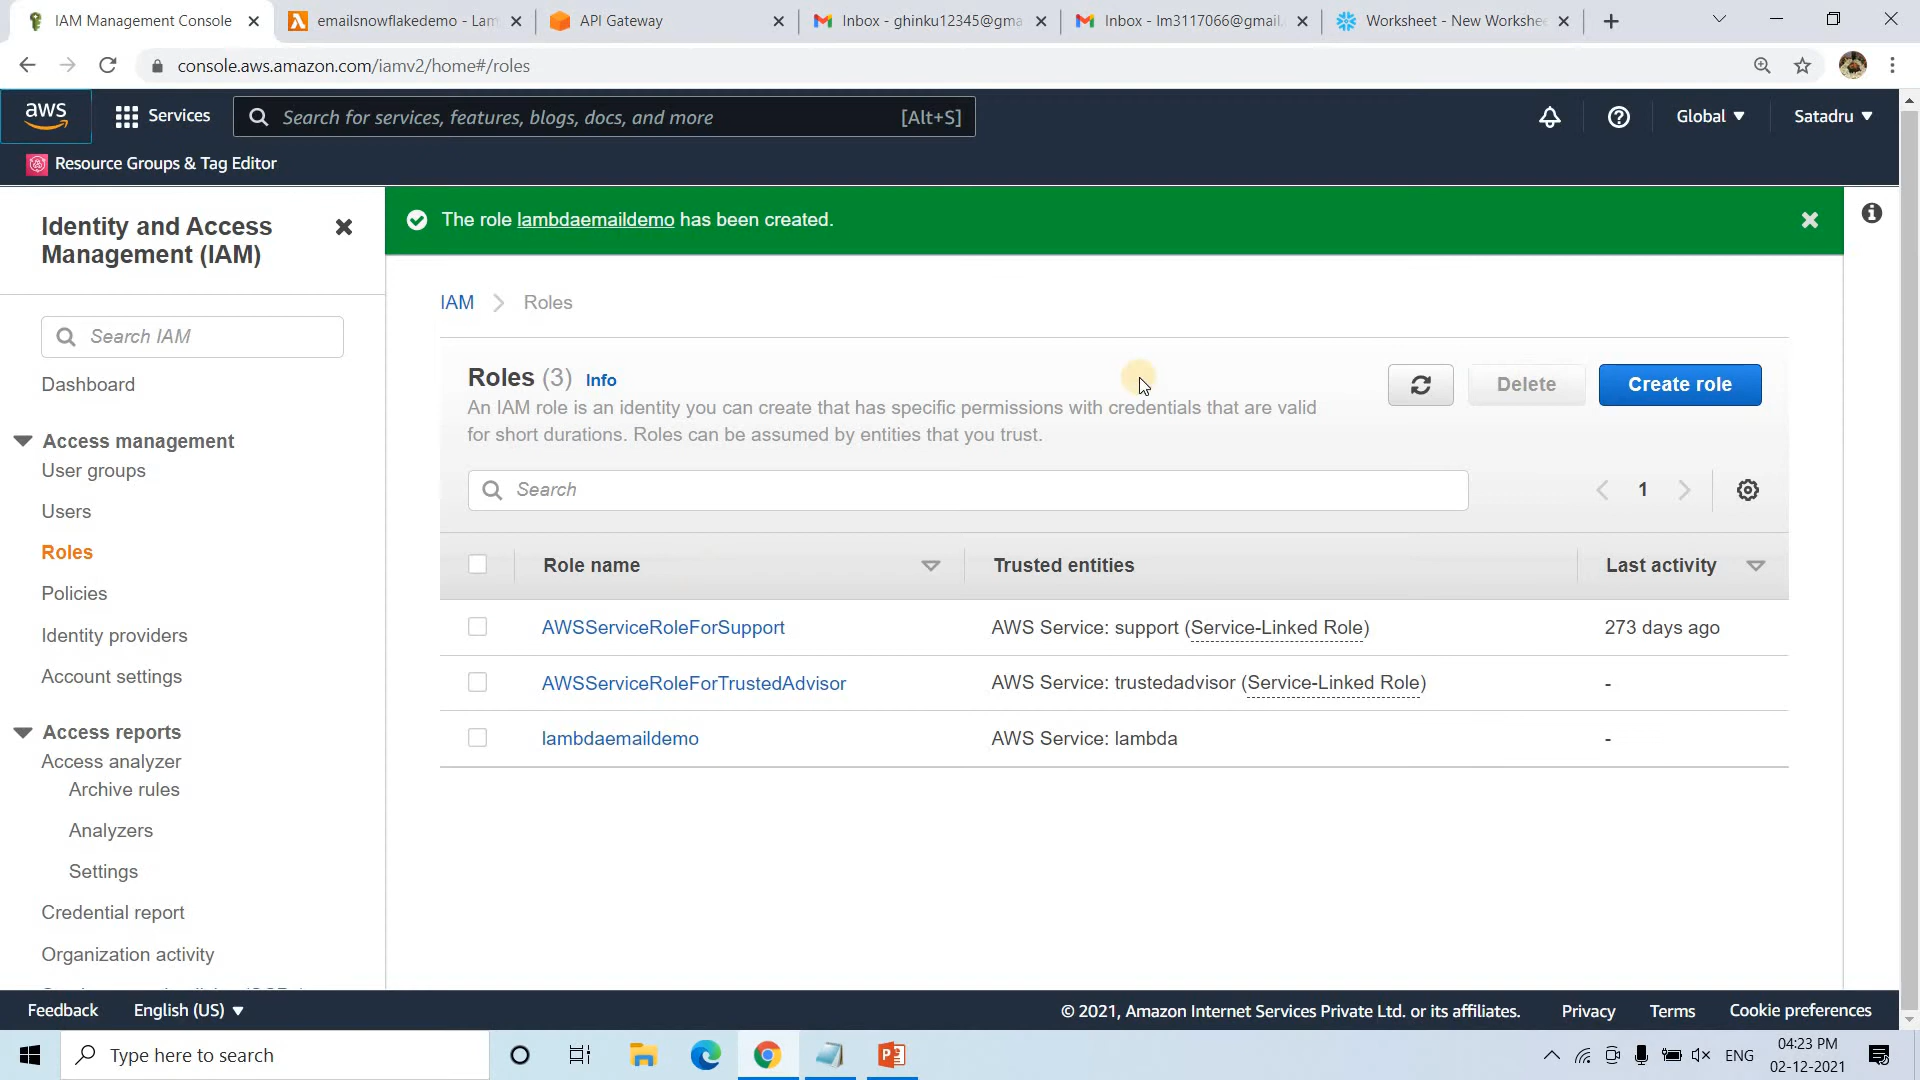 IAM Management Console
emailsnowflakedemo - Lam
API Gateway
Inbox - ghinku12345@gma
Inbox - lm3117066@gmail.
Worksheet - New Workshe
console.aws.amazon.com/iamv2/home#/roles
aws
Services
Search for services, features, blogs, docs, and more
[Alt+S]
Global
Satadru
Resource Groups & Tag Editor
Identity and Access
Management (IAM)
Search IAM
Dashboard
Access management
User groups
Users
Roles
Policies
Identity providers
Account settings
Access reports
Access analyzer
Archive rules
Analyzers
Settings
Credential report
Organization activity
The role lambdaemaildemo has been created.
IAM
Roles
Roles (3) Info
An IAM role is an identity you can create that has specific permissions with credentials that are valid
for short durations. Roles can be assumed by entities that you trust.
Delete
Create role
Search
1
Role name
Trusted entities
Last activity
AWSServiceRoleForSupport
AWS Service: support (Service-Linked Role)
273 days ago
AWSServiceRoleForTrustedAdvisor
AWS Service: trustedadvisor (Service-Linked Role)
-
lambdaemaildemo
AWS Service: lambda
-
Feedback
English (US)
© 2021, Amazon Internet Services Private Ltd. or its affiliates.
Privacy
Terms
Cookie preferences
Type here to search
ENG
04:23 PM
02-12-2021